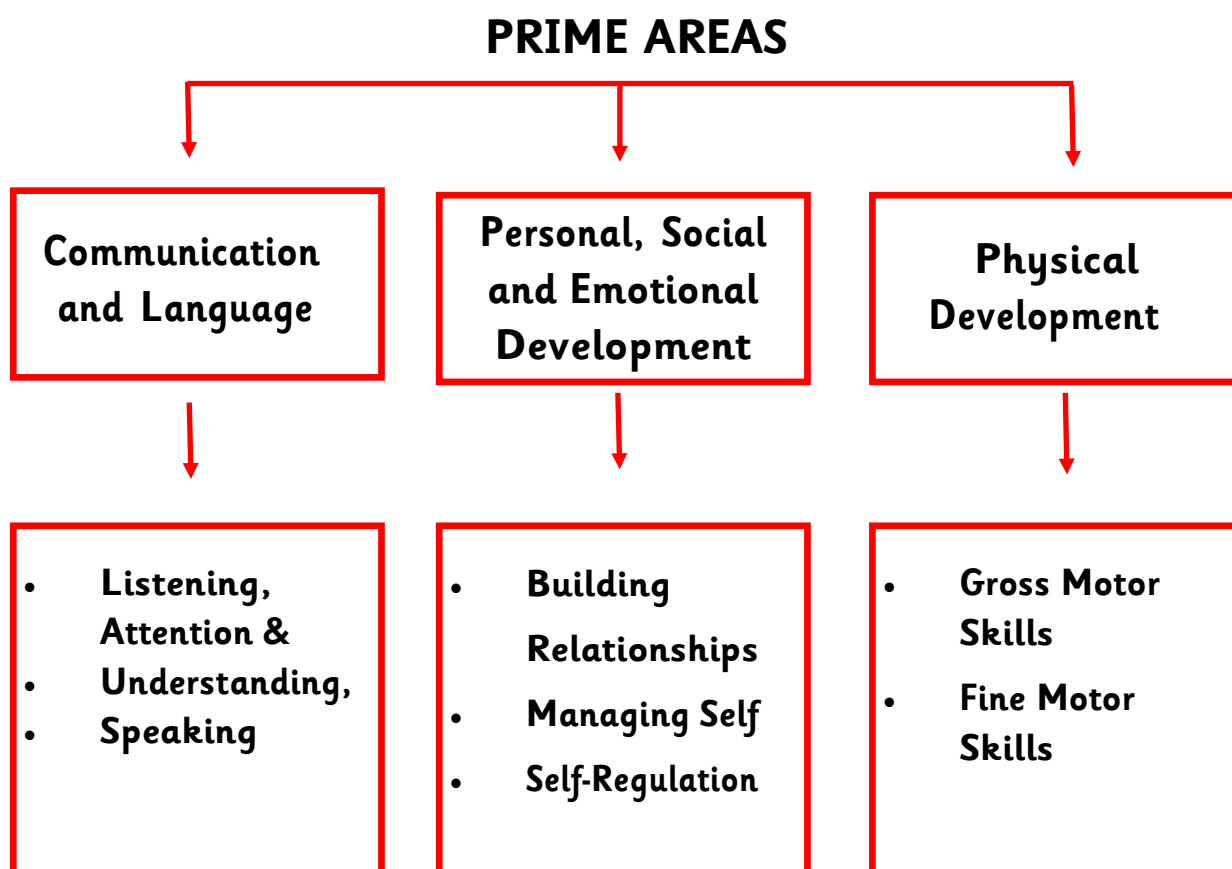 PRIME AREAS
Communication
and Language
Personal, Social
and Emotional
Development
Physical
Development
• Listening,
Attention &
• Understanding,
• Speaking
• Building
Relationships
• Managing Self
• Self-Regulation
• Gross Motor
Skills
• Fine Motor
Skills